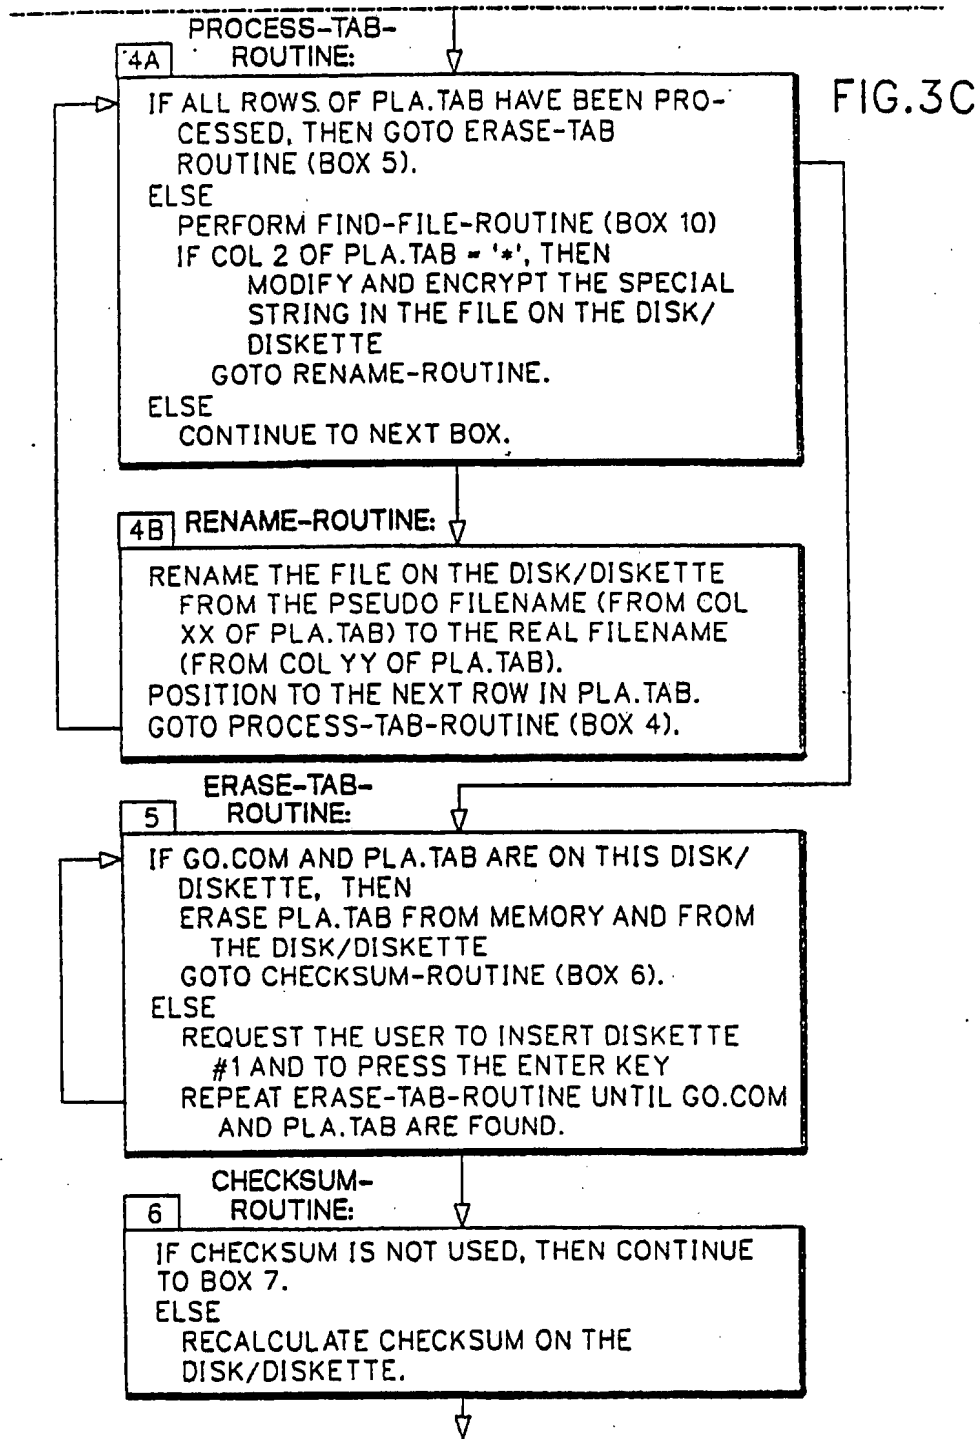 PROCESS-TAB-
ROUTINE:
4A
FIG.3C
IF ALL ROWS OF PLA.TAB HAVE BEEN PRO-
CESSED, THEN GOTO ERASE-TAB
ROUTINE (BOX 5).
ELSE
PERFORM FIND-FILE-ROUTINE (BOX 10)
IF COL 2 OF PLA.TAB = '*', THEN
MODIFY AND ENCRYPT THE SPECIAL
STRING IN THE FILE ON THE DISK/
DISKETTE
GOTO RENAME-ROUTINE.
ELSE
CONTINUE TO NEXT BOX.
4B RENAME-ROUTINE:
RENAME THE FILE ON THE DISK/DISKETTE
FROM THE PSEUDO FILENAME (FROM COL
XX OF PLA.TAB) TO THE REAL FILENAME
(FROM COL YY OF PLA.TAB).
POSITION TO THE NEXT ROW IN PLA.TAB.
GOTO PROCESS-TAB-ROUTINE (BOX 4).
ERASE-TAB-
ROUTINE:
5
IF GO.COM AND PLA.TAB ARE ON THIS DISK/
DISKETTE, THEN
ERASE PLA.TAB FROM MEMORY AND FROM
THE DISK/DISKETTE
GOTO CHECKSUM-ROUTINE (BOX 6).
ELSE
REQUEST THE USER TO INSERT DISKETTE
#1 AND TO PRESS THE ENTER KEY
REPEAT ERASE-TAB-ROUTINE UNTIL GO.COM
AND PLA.TAB ARE FOUND.
CHECKSUM-
ROUTINE:
6
IF CHECKSUM IS NOT USED, THEN CONTINUE
TO BOX 7.
ELSE
RECALCULATE CHECKSUM ON THE
DISK/DISKETTE.